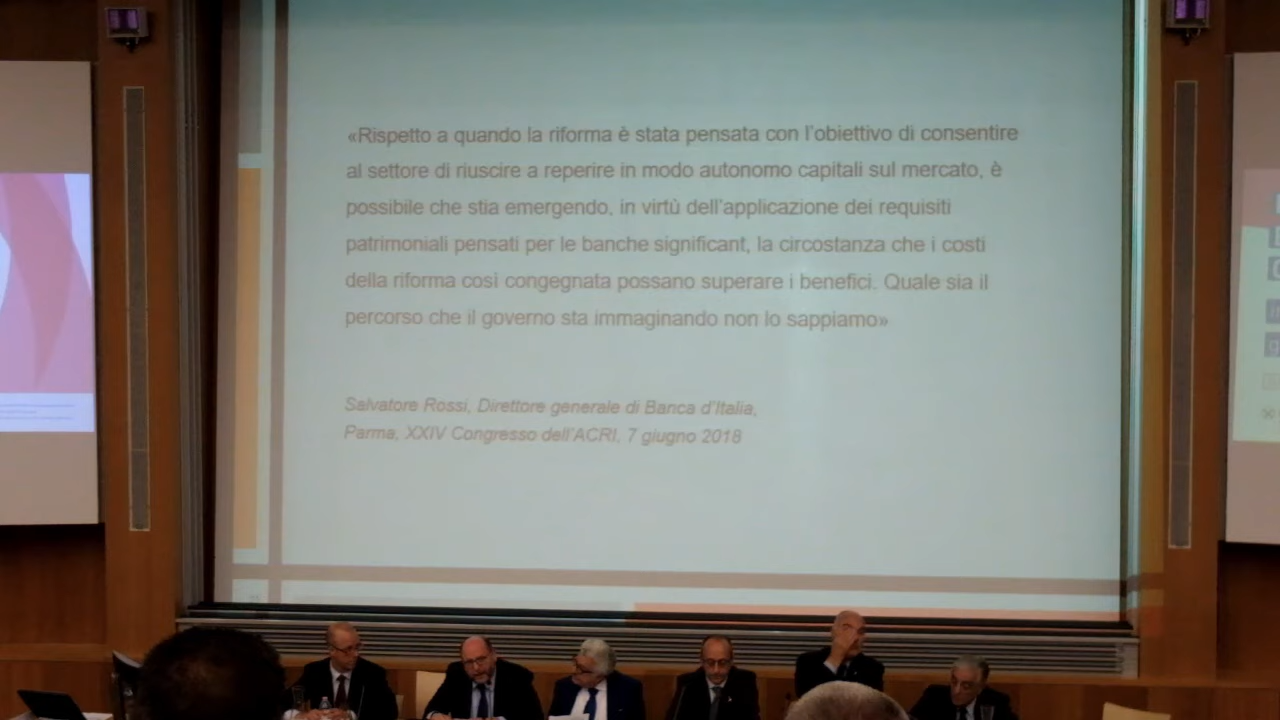 «Rispetto a quando la riforma è stata pensata con l'obiettivo di consentire
al settore di riuscire a reperire in modo autonomo capitali sul mercato, è
possibile che stia emergendo, in virtù dell'applicazione dei requisiti
patrimoniali pensati per le banche significant, la circostanza che i costi
della riforma così congegnata possano superare i benefici. Quale sia il
percorso che il governo sta immaginando non lo sappiamo»
Salvatore Rossi, Direttore generale di Banca d'Italia,
Parma, XXIV Congresso dell'ACRI, 7 giugno 2018